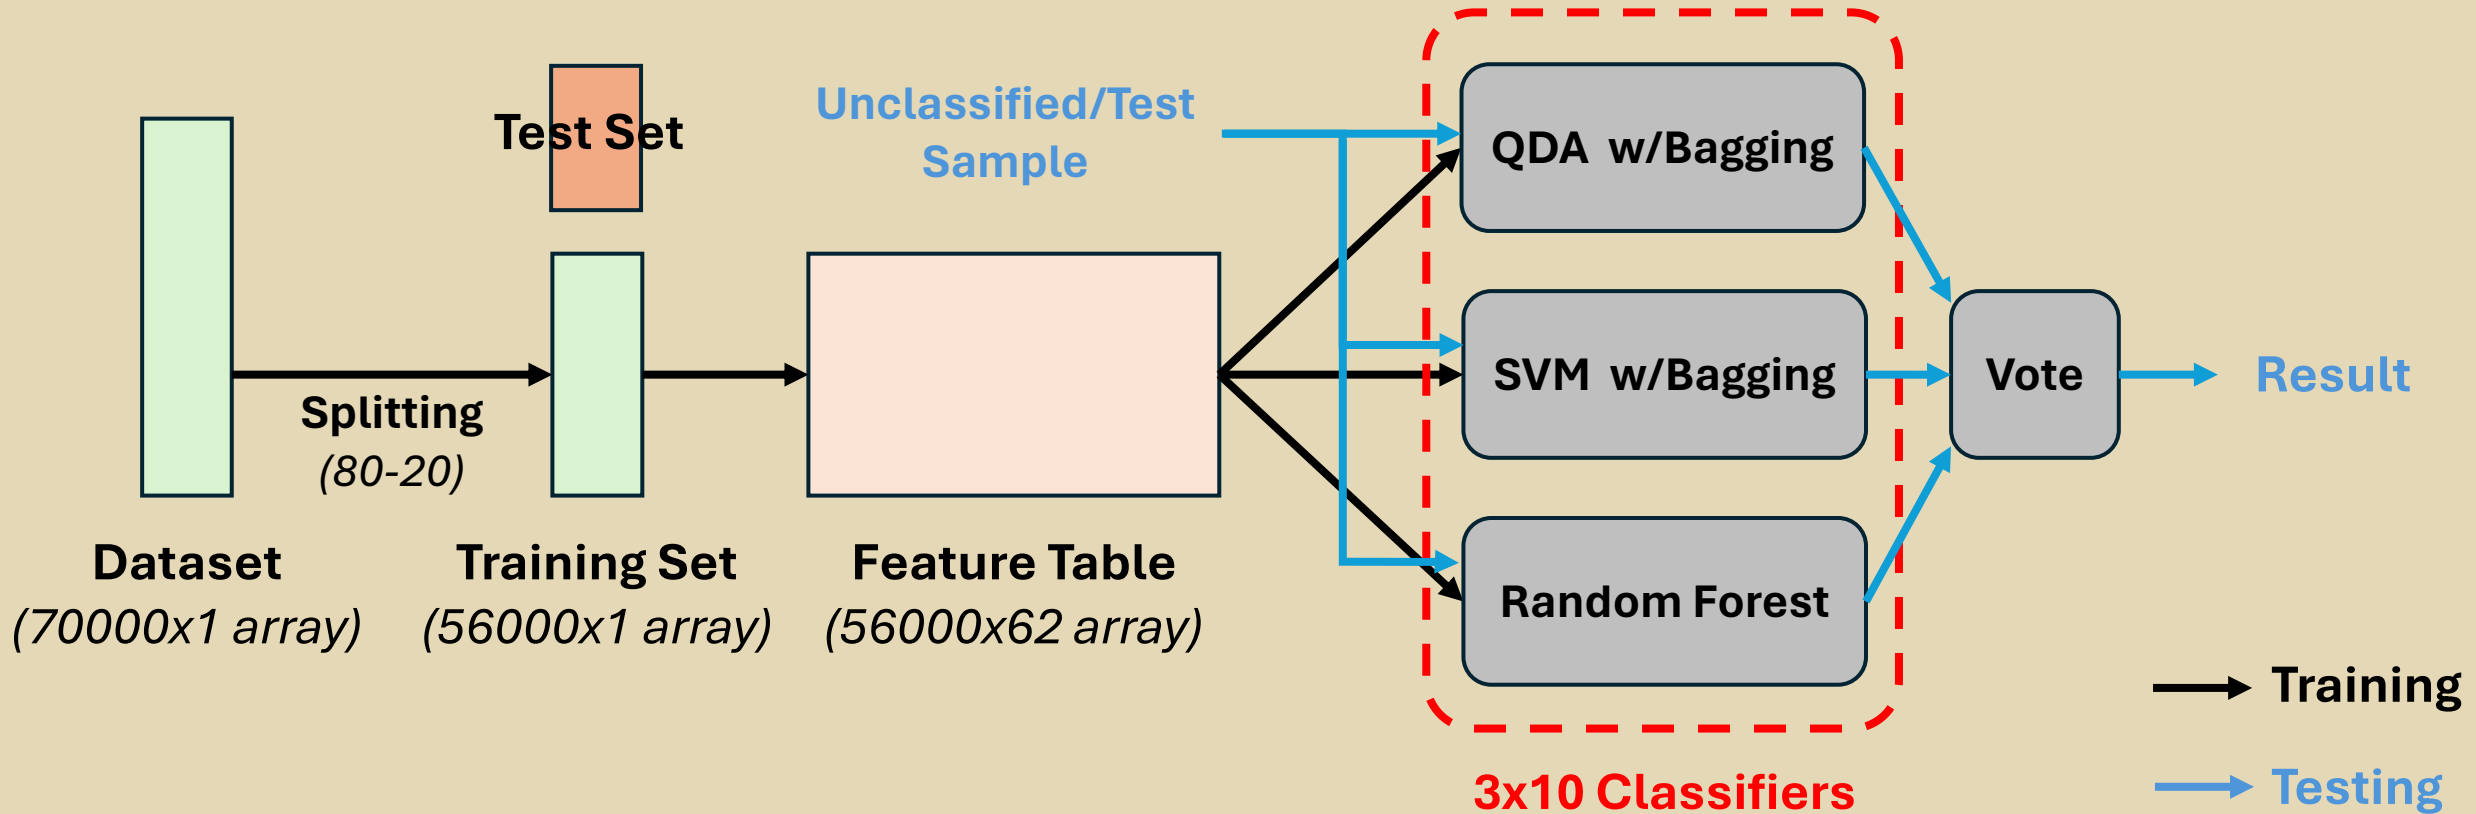 Test Set
Unclassified/Test
Sample
QDA w/Bagging
Splitting
(80-20)
SVM w/Bagging
Vote
Result
Dataset
(70000x1 array)
Training Set
(56000x1 array)
Feature Table
(56000x62 array)
Random Forest
3x10 Classifiers
Training
Testing